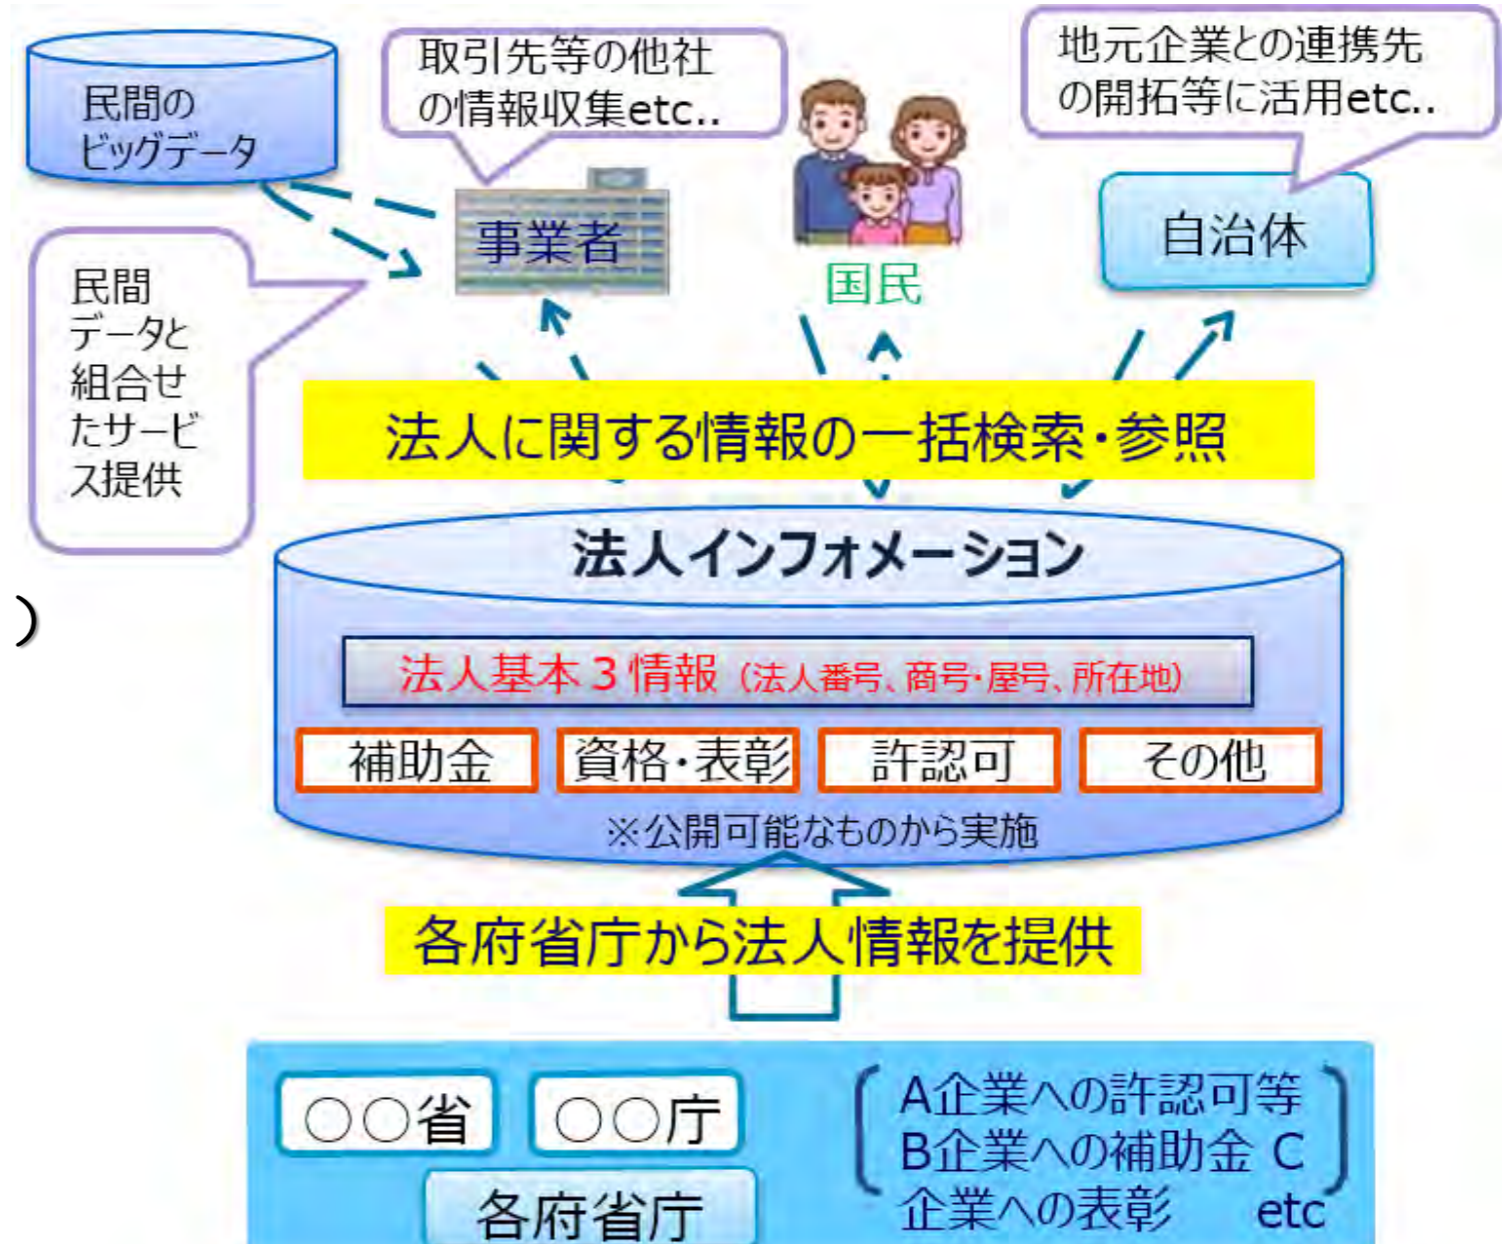 民間の
ビッグデータ
取引先等の他社
の情報収集etc..
地元企業との連携先
の開拓等に活用etc..
事業者
国民
自治体
民間
データと
組合せ
たサービ
ス提供
法人に関する情報の一括検索・参照
法人インフォメーション
)
法人基本3情報（法人番号、商号・屋号、所在地）
補助金
資格・表彰
許認可
その他
※公開可能なものから実施
各府省庁から法人情報を提供
○○省
○○庁
各府省庁
A企業への許認可等
B企業への補助金 C
企業への表彰 etc